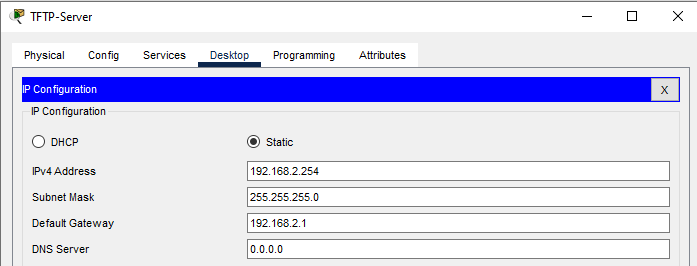 TFTP-Server
Physical Config Services Desktop Programming Attributes
IP Configuration X
IP Configuration
DHCP Static
IPv4 Address 192.168.2.254
Subnet Mask 255.255.255.0
Default Gateway 192.168.2.1
DNS Server 0.0.0.0